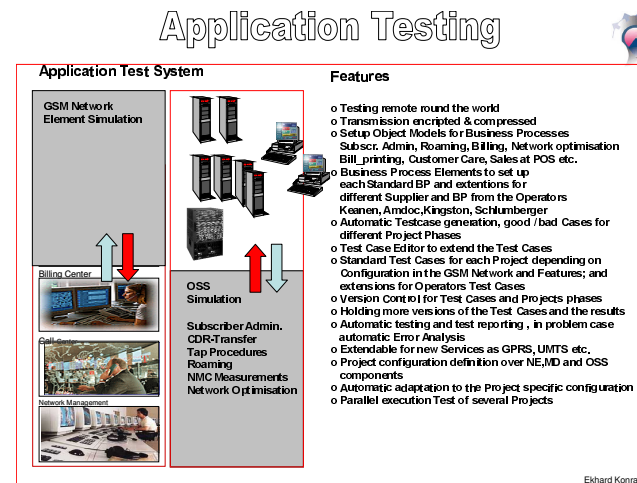 Application Testing
Application Test System
GSM Network
Element Simulation
Billing Center
Call Center
Network Management
OSS
Simulation
Subscriber Admin.
CDR-Transfer
Tap Procedures
Roaming
NMC Measurements
Network Optimisation
Features
o Testing remote round the world
o Transmission encripted & compressed
o Setup Object Models for Business Processes
Subscr. Admin, Roaming, Billing, Network optimisation
Bill_printing, Customer Care, Sales at POS etc.
o Business Process Elements to set up
each Standard BP and extentions for
different Supplier and BP from the Operators
Keanen, Amdoc,Kingston, Schlumberger
o Automatic Testcase generation, good / bad Cases for
different Project Phases
o Test Case Editor to extend the Test Cases
o Standard Test Cases for each Project depending on
Configuration in the GSM Network and Features; and
extensions for Operators Test Cases
o Version Control for Test Cases and Projects phases
o Holding more versions of the Test Cases and the results
o Automatic testing and test reporting , in problem case
automatic Error Analysis
o Extendable for new Services as GPRS, UMTS etc.
o Project configuration definition over NE,MD and OSS
components
o Automatic adaptation to the Project specific configuration
o Parallel execution Test of several Projects
Ekhard Konra